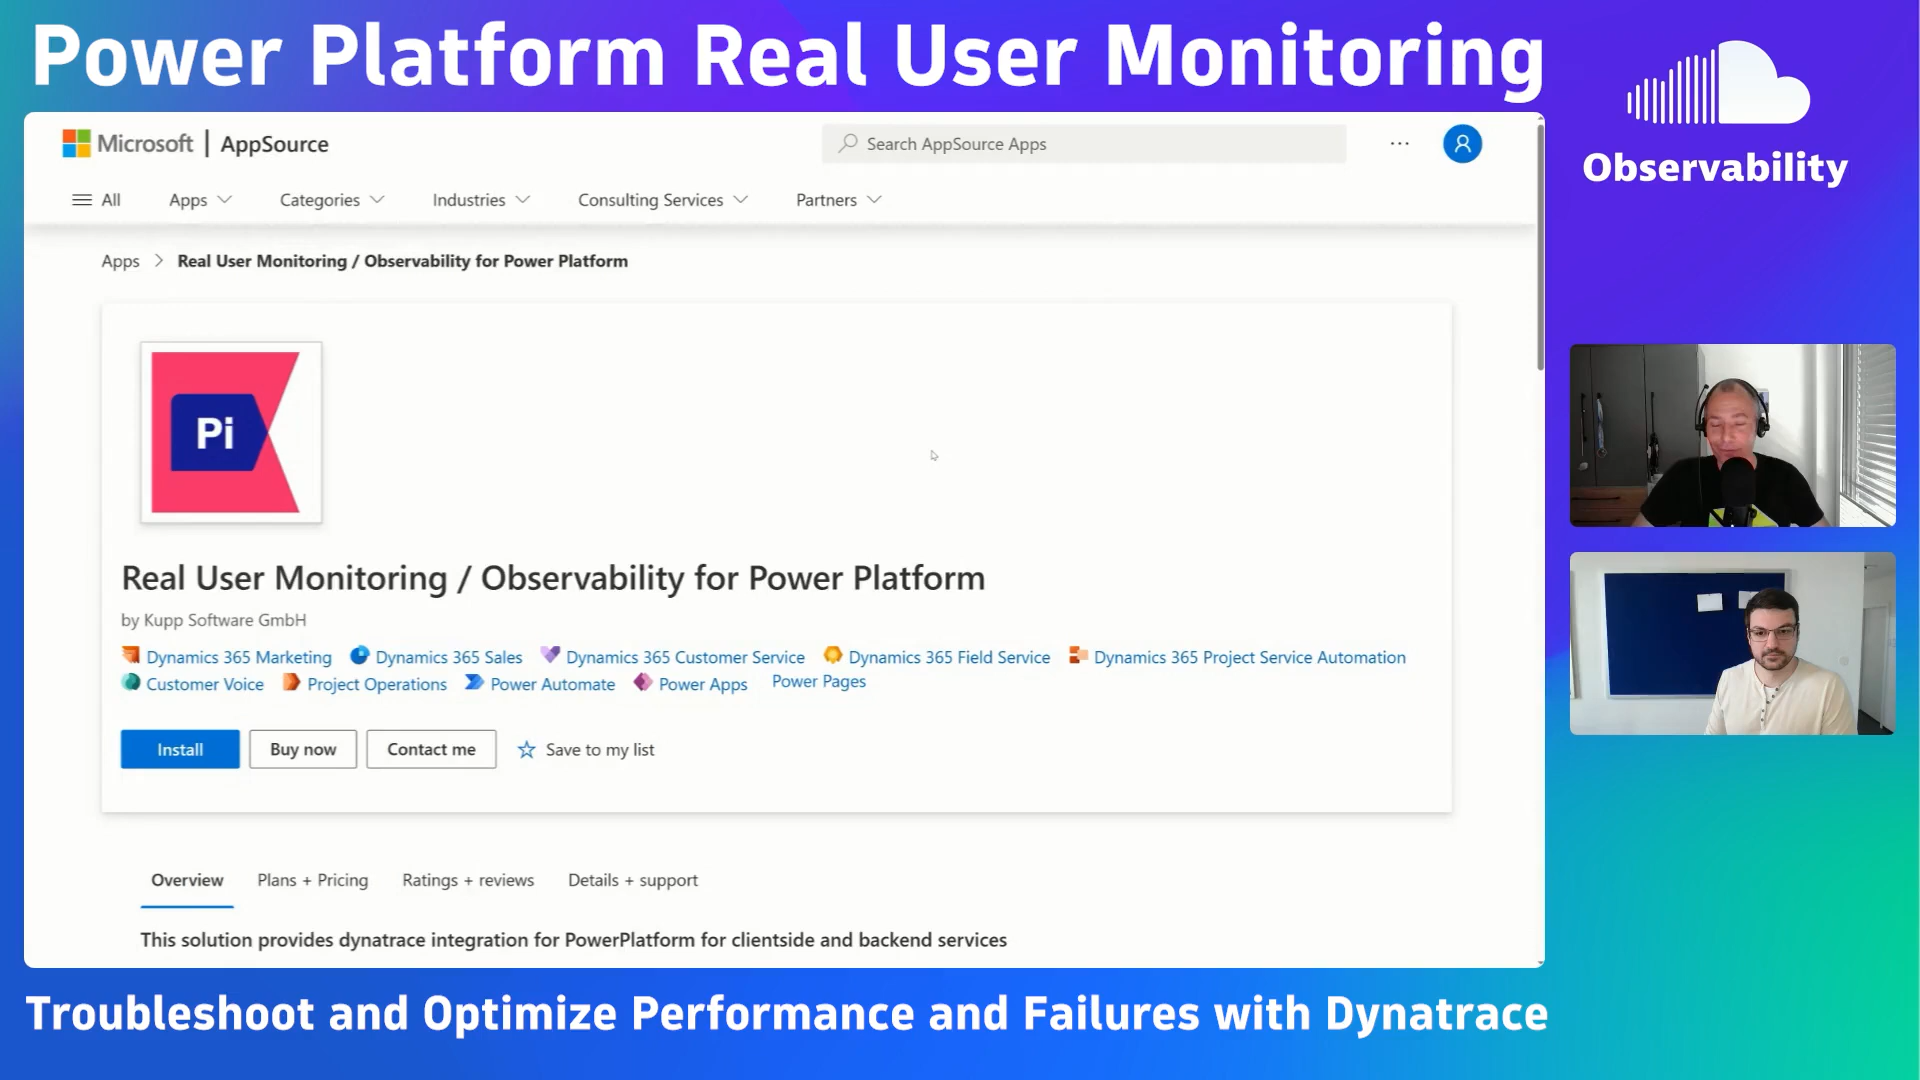 Power Platform Real User Monitoring
Observability
Microsoft | AppSource
Search AppSource Apps
All Apps Categories Industries Consulting Services Partners
Apps > Real User Monitoring / Observability for Power Platform
Pi
Real User Monitoring / Observability for Power Platform
by Kupp Software GmbH
Dynamics 365 Marketing Dynamics 365 Sales Dynamics 365 Customer Service Dynamics 365 Field Service Dynamics 365 Project Service Automation
Customer Voice Project Operations Power Automate Power Apps Power Pages
Install Buy now Contact me Save to my list
Overview Plans + Pricing Ratings + reviews Details + support
This solution provides dynatrace integration for PowerPlatform for clientside and backend services
Troubleshoot and Optimize Performance and Failures with Dynatrace